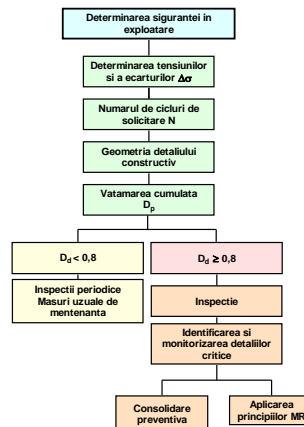 Determinarea sigurantei in
exploatare
Determinarea tensiunilor
si a ecarturilor Δσ
Numarul de cicluri de
solicitare N
Geometria detaliului
constructiv
Vatamarea cumulata
Dp
Dd < 0,8
Dd ≥ 0,8
Inspectii periodice
Masuri uzuale de
mentenanta
Inspectie
Identificarea si
monitorizarea detaliilor
critice
Consolidare
preventiva
Aplicarea
principiilor MR